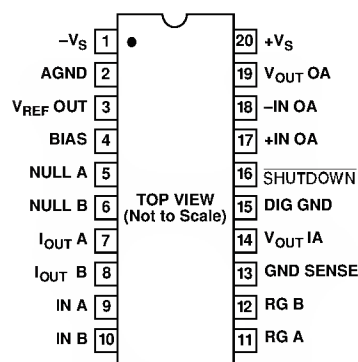 –VS 1
AGND 2
VREF OUT 3
BIAS 4
NULL A 5
NULL B 6
IOUT A 7
IOUT B 8
IN A 9
IN B 10
TOP VIEW
(Not to Scale)
20 +VS
19 VOUT OA
18 –IN OA
17 +IN OA
16 SHUTDOWN
15 DIG GND
14 VOUT IA
13 GND SENSE
12 RG B
11 RG A